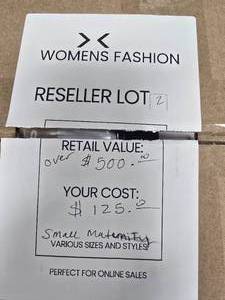 WOMENS FASHION
RESELLER LOT 2
RETAIL VALUE:
over $500.00
YOUR COST:
$125.00
Small Maternity
VARIOUS SIZES AND STYLES
PERFECT FOR ONLINE SALES